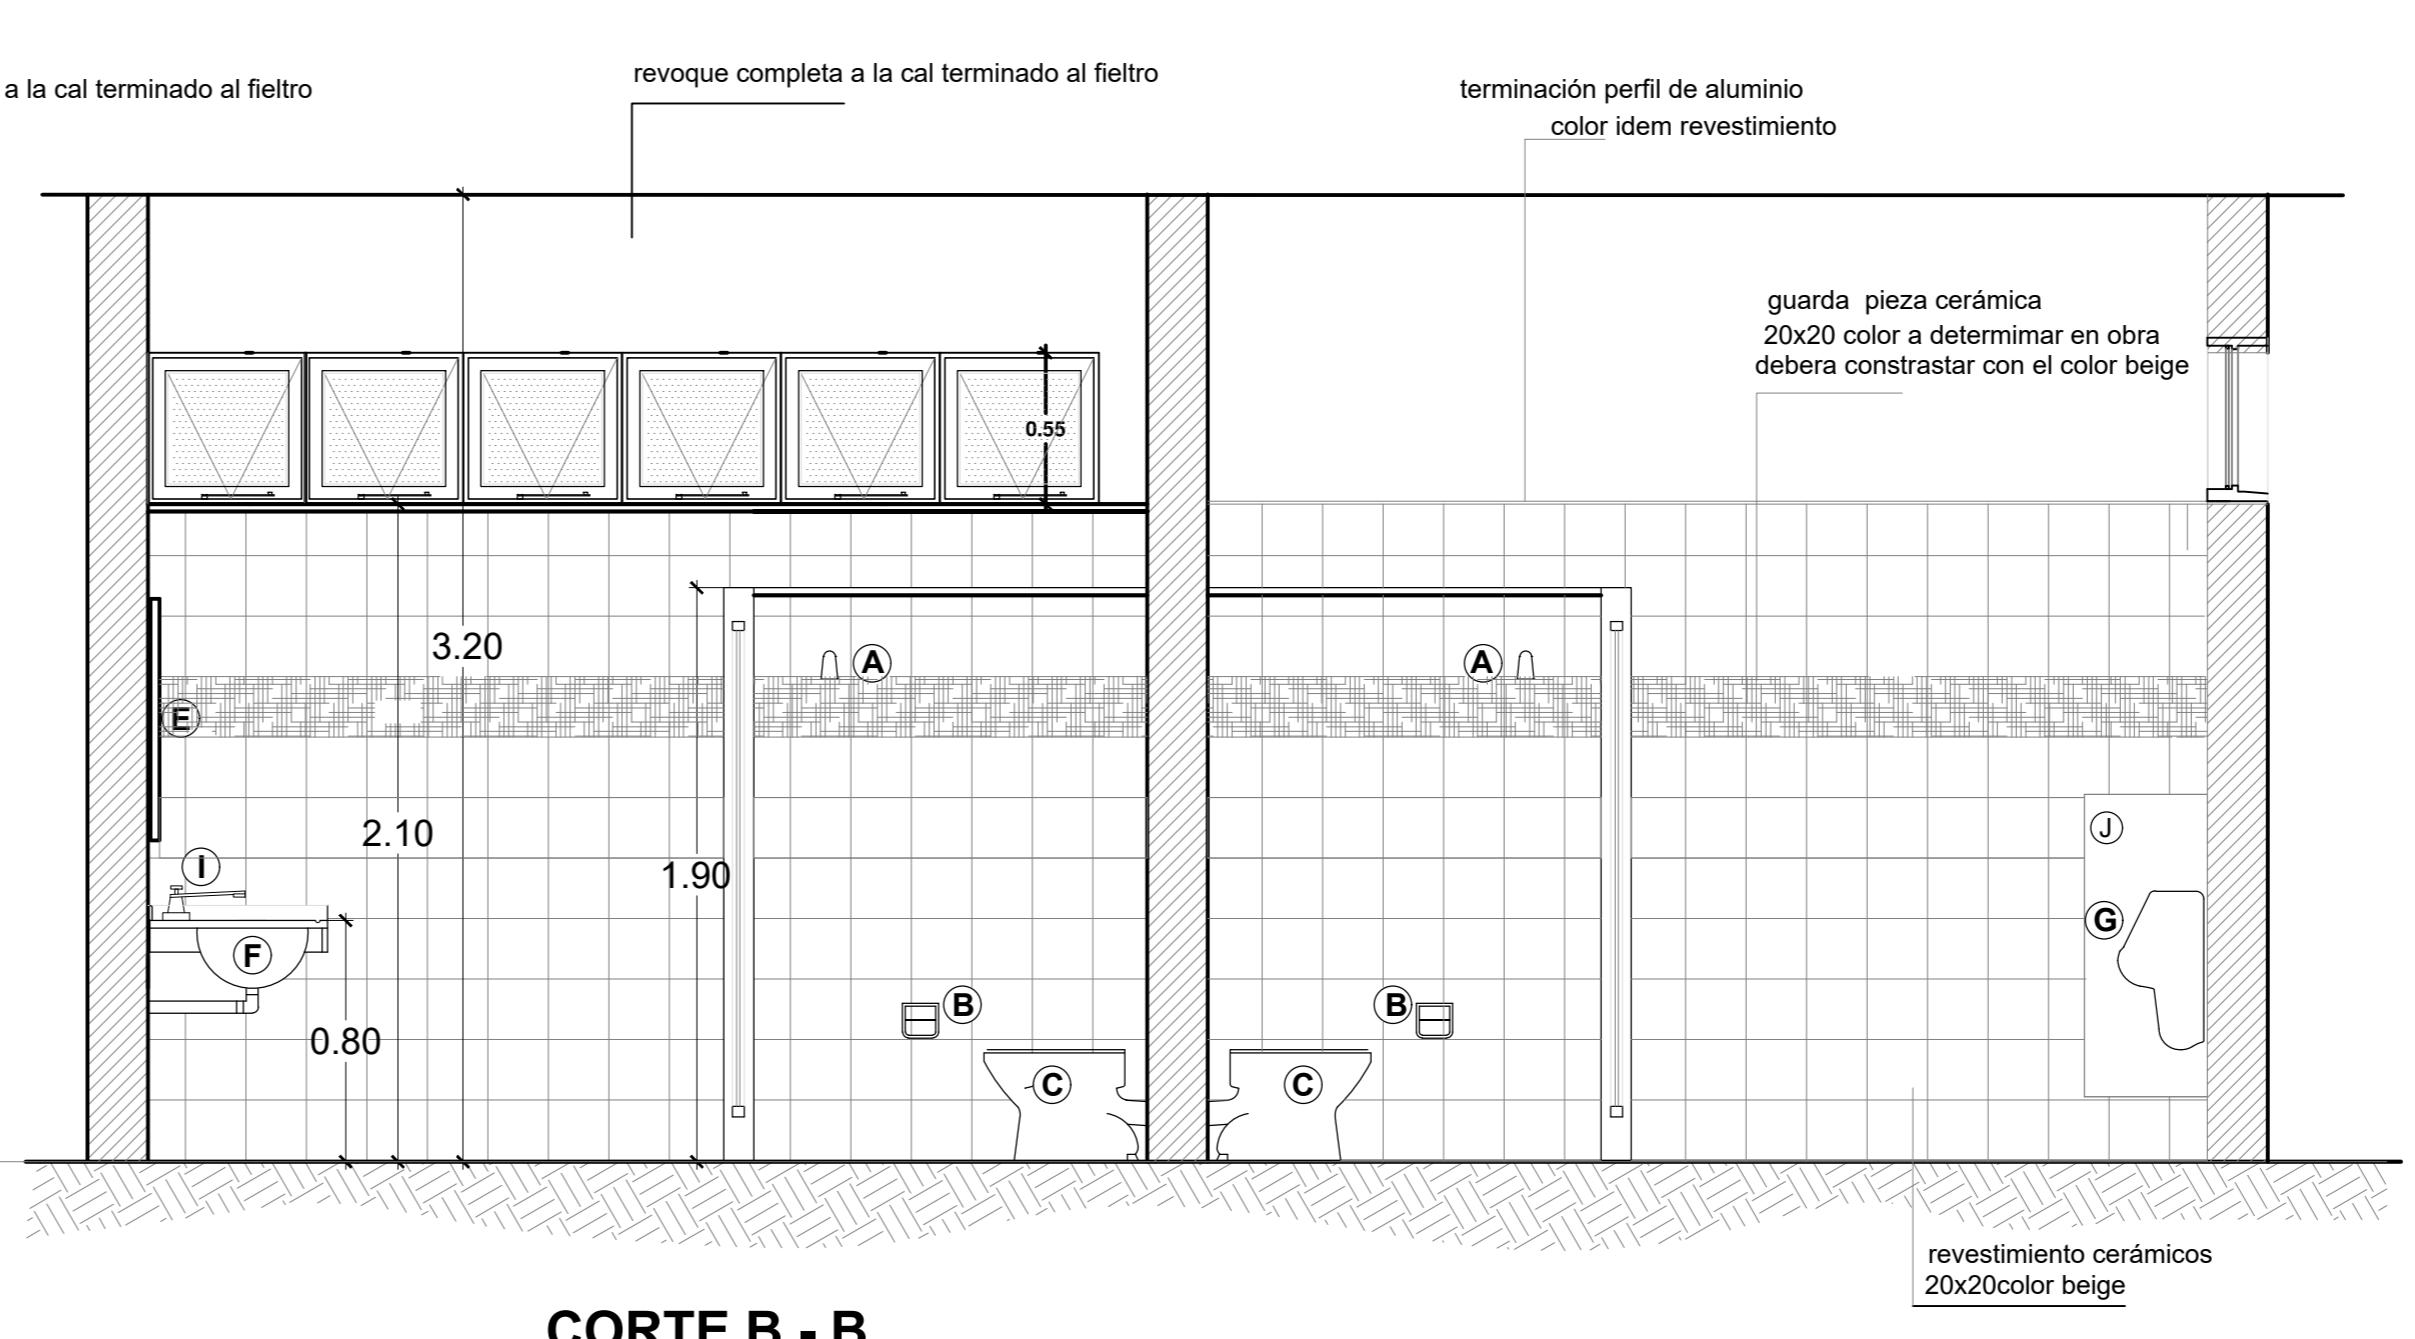 a la cal terminado al fieltro
revoque completa a la cal terminado al fieltro
terminación perfil de aluminio
color idem revestimiento
guarda pieza cerámica
20x20 color a determimar en obra
debera constrastar con el color beige
0.55
3.20
A
A
E
2.10
J
I
1.90
G
F
B
B
0.80
C
C
revestimiento cerámicos
20x20color beige
CORTE B - B